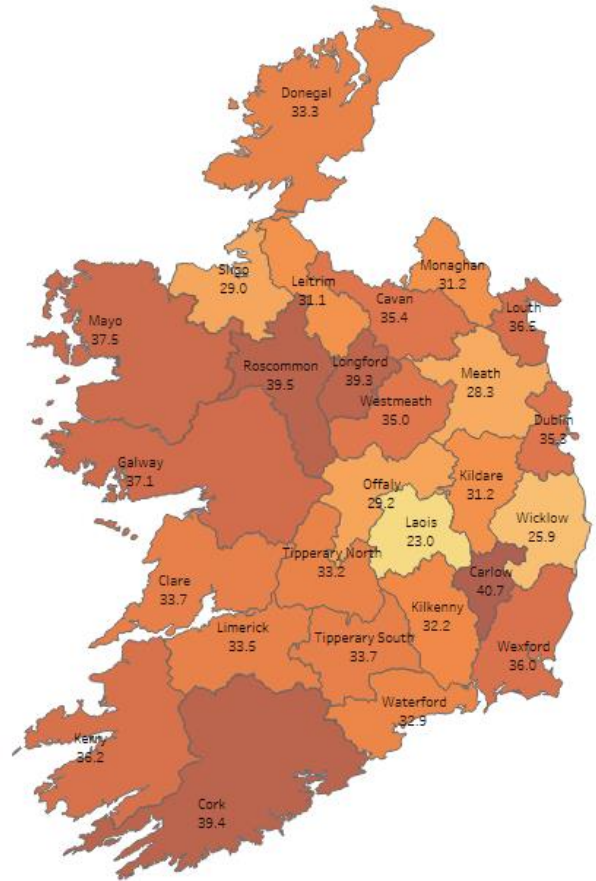 Donegal
33.3
Sligo
29.0
Leitrim
31.1
Monaghan
31.2
Cavan
35.4
Louth
36.5
Mayo
37.5
Roscommon
39.5
Longford
39.3
Meath
28.3
Westmeath
35.0
Dublin
35.3
Galway
37.1
Offaly
29.2
Kildare
31.2
Laois
23.0
Wicklow
25.9
Tipperary North
33.2
Carlow
40.7
Clare
33.7
Kilkenny
32.2
Limerick
33.5
Tipperary South
33.7
Wexford
36.0
Waterford
32.9
Kerry
36.2
Cork
39.4